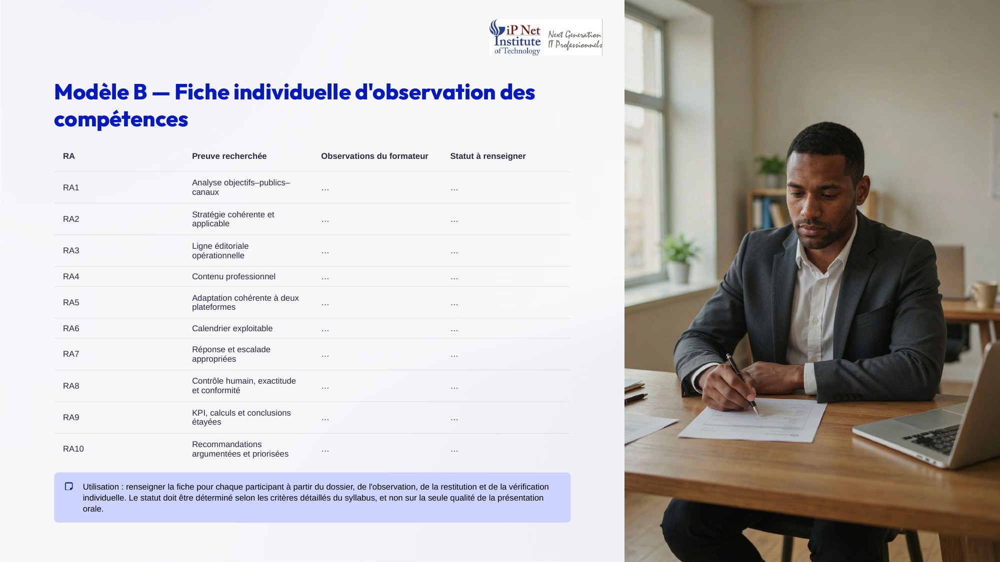 iP Net
Institute
of Technology
Next Generation
IT Professionnels
Modèle B — Fiche individuelle d'observation des
compétences
RA Preuve recherchée Observations du formateur Statut à renseigner
RA1 Analyse objectifs–publics–
canaux … …
RA2 Stratégie cohérente et
applicable … …
RA3 Ligne éditoriale
opérationnelle … …
RA4 Contenu professionnel … …
RA5 Adaptation cohérente à deux
plateformes … …
RA6 Calendrier exploitable … …
RA7 Réponse et escalade
appropriées … …
RA8 Contrôle humain, exactitude
et conformité … …
RA9 KPI, calculs et conclusions
étayées … …
RA10 Recommandations
argumentées et priorisées … …
Utilisation : renseigner la fiche pour chaque participant à partir du dossier, de l'observation, de la restitution et de la vérification
individuelle. Le statut doit être déterminé selon les critères détaillés du syllabus, et non sur la seule qualité de la présentation
orale.